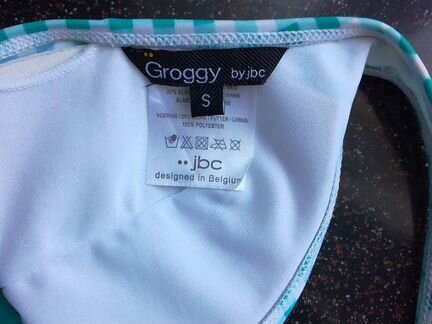 Groggy by jbc
S
VOERING / DOUBLURE / FUTTER / LINING:
100% POLYESTER
jbc
designed in Belgium